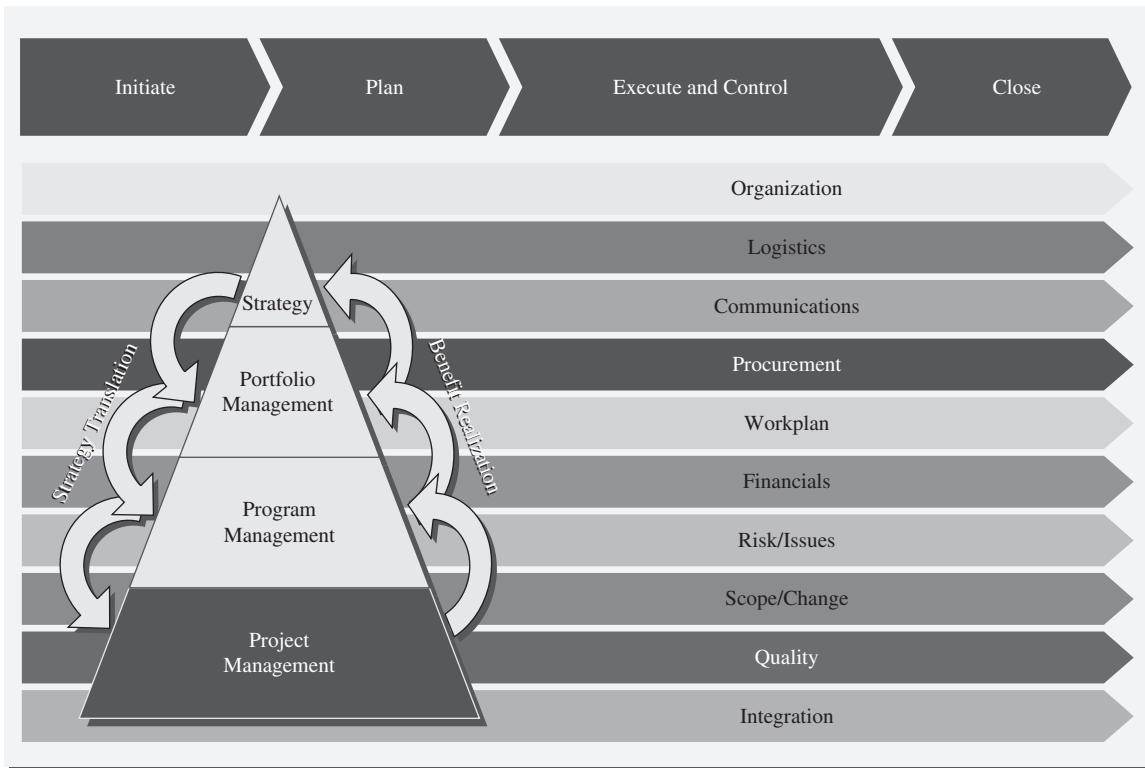 Initiate
Plan
Execute and Control
Close
Organization
Logistics
Communications
Procurement
Workplan
Financials
Risk/Issues
Scope/Change
Quality
Integration
Strategy
Portfolio
Management
Program
Management
Project
Management
Strategy Translation
Benefit Realization